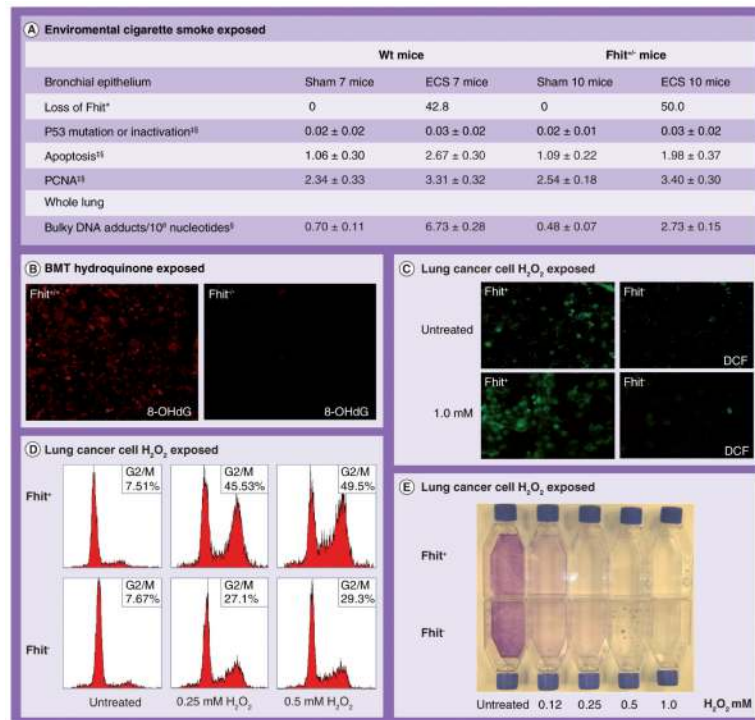 A Enviromental cigarette smoke exposed
Wt mice Fhit+/- mice
Bronchial epithelium Sham 7 mice ECS 7 mice Sham 10 mice ECS 10 mice
Loss of Fhit* 0 42.8 0 50.0
P53 mutation or inactivation‡§ 0.02 ± 0.02 0.03 ± 0.02 0.02 ± 0.01 0.03 ± 0.02
Apoptosis‡§ 1.06 ± 0.30 2.67 ± 0.30 1.09 ± 0.22 1.98 ± 0.37
PCNA‡§ 2.34 ± 0.33 3.31 ± 0.32 2.54 ± 0.18 3.40 ± 0.30
Whole lung
Bulky DNA adducts/10⁸ nucleotides§ 0.70 ± 0.11 6.73 ± 0.28 0.48 ± 0.07 2.73 ± 0.15
B BMT hydroquinone exposed
Fhit+/+ Fhit-/-
8-OHdG 8-OHdG
C Lung cancer cell H₂O₂ exposed
Fhit+ Fhit-
Untreated
DCF
Fhit+ Fhit-
1.0 mM
DCF
D Lung cancer cell H₂O₂ exposed
Fhit+
G2/M 7.51%
G2/M 45.53%
G2/M 49.5%
Fhit-
G2/M 7.67%
G2/M 27.1%
G2/M 29.3%
Untreated 0.25 mM H₂O₂ 0.5 mM H₂O₂
E Lung cancer cell H₂O₂ exposed
Fhit+
Fhit-
Untreated 0.12 0.25 0.5 1.0 H₂O₂ mM